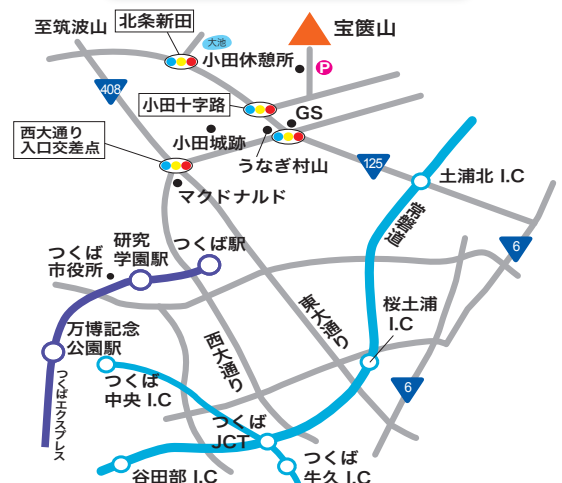 至筑波山
北条新田
大池
小田休憩所
宝篋山
P
408
小田十字路
GS
小田城跡
うなぎ村山
西大通り
入口交差点
マクドナルド
125
土浦北 I.C
常磐道
6
つくば
市役所
研究
学園駅
つくば駅
東大通り
西大通り
桜土浦
I.C
万博記念
公園駅
つくばエクスプレス
つくば
中央 I.C
6
つくば
JCT
谷田部 I.C
つくば
牛久 I.C